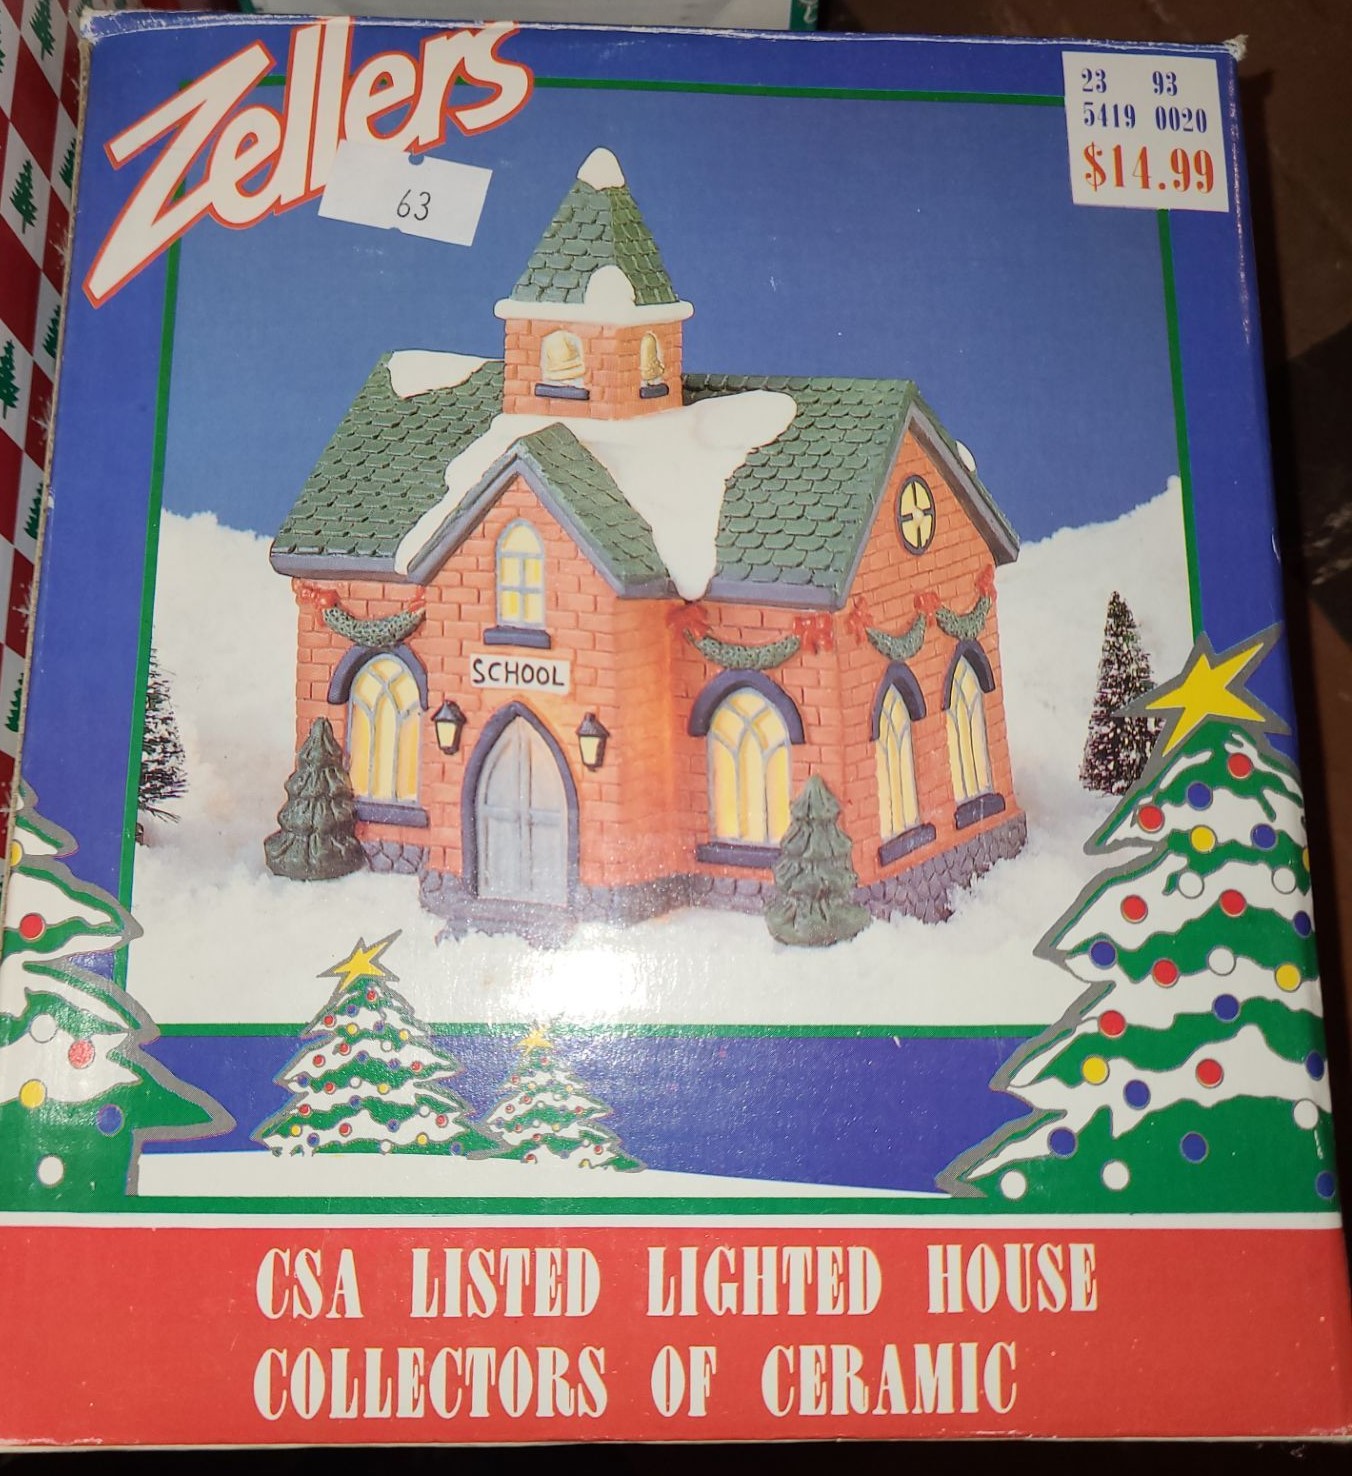 Zellers
63
23 93
5419 0020
$14.99
SCHOOL
CSA LISTED LIGHTED HOUSE
COLLECTORS OF CERAMIC